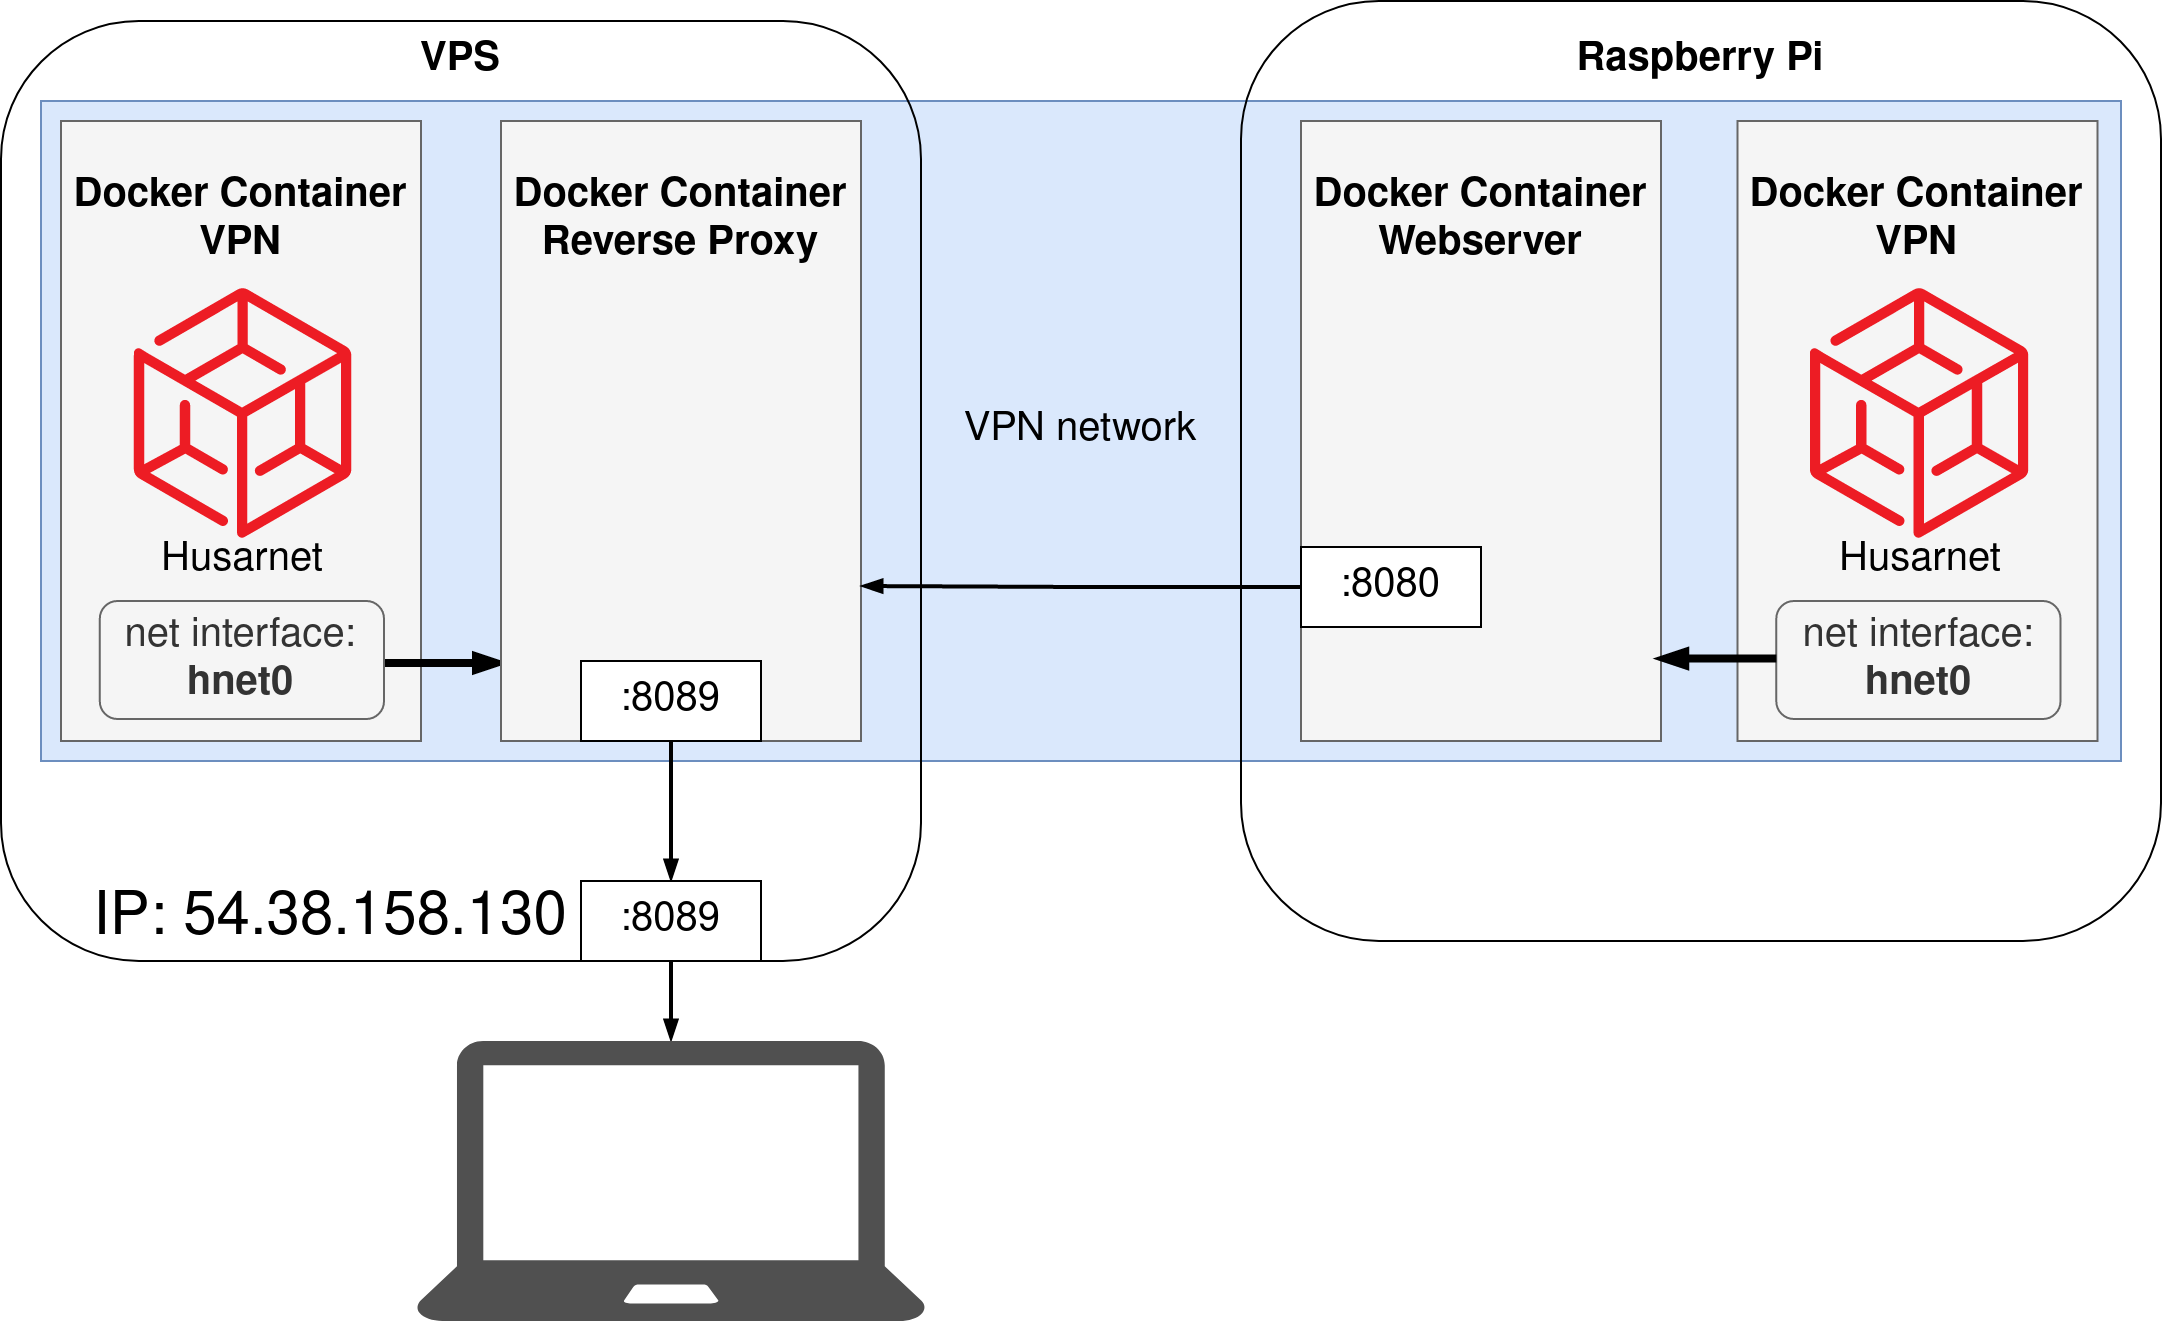 VPS
Raspberry Pi
Docker Container
VPN
Docker Container
Reverse Proxy
Docker Container
Webserver
Docker Container
VPN
VPN network
Husarnet
net interface:
hnet0
:8089
:8080
Husarnet
net interface:
hnet0
IP: 54.38.158.130
:8089